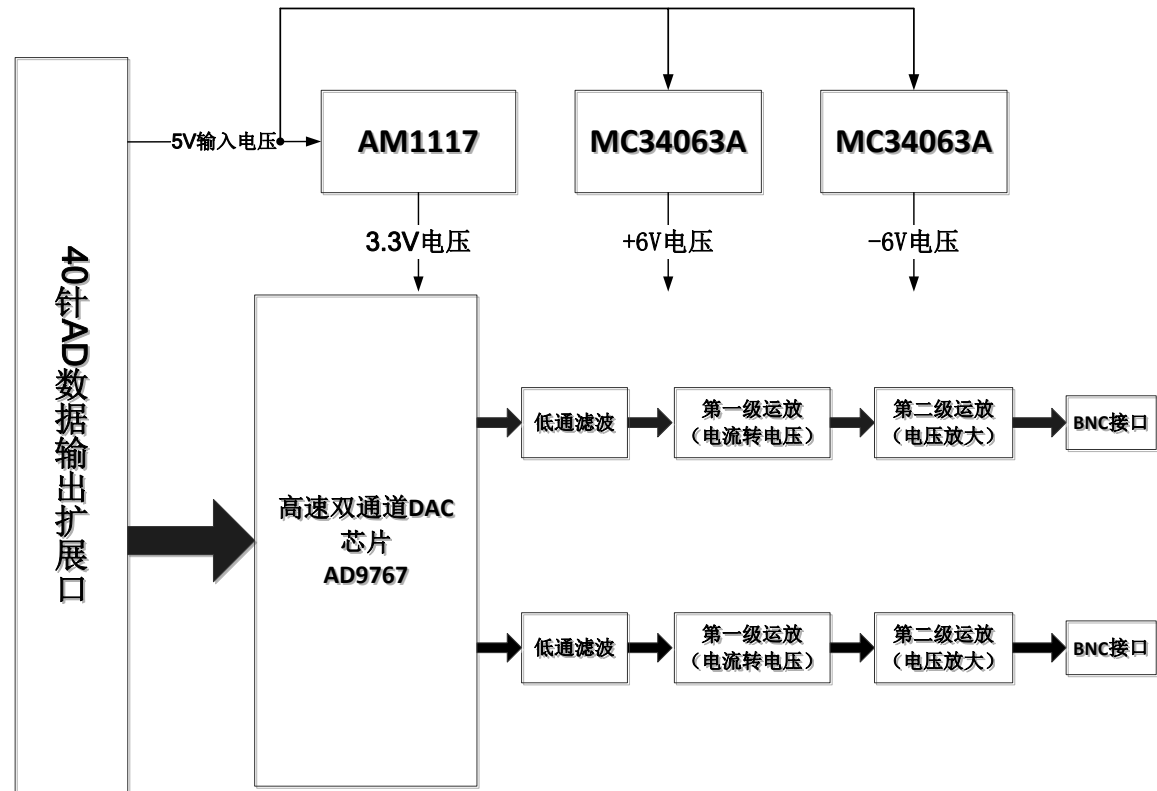 40针AD数据输出扩展口
5V输入电压
AM1117
MC34063A
MC34063A
3.3V电压
+6V电压
-6V电压
高速双通道DAC
芯片
AD9767
低通滤波
第一级运放
（电流转电压）
第二级运放
（电压放大）
BNC接口
低通滤波
第一级运放
（电流转电压）
第二级运放
（电压放大）
BNC接口